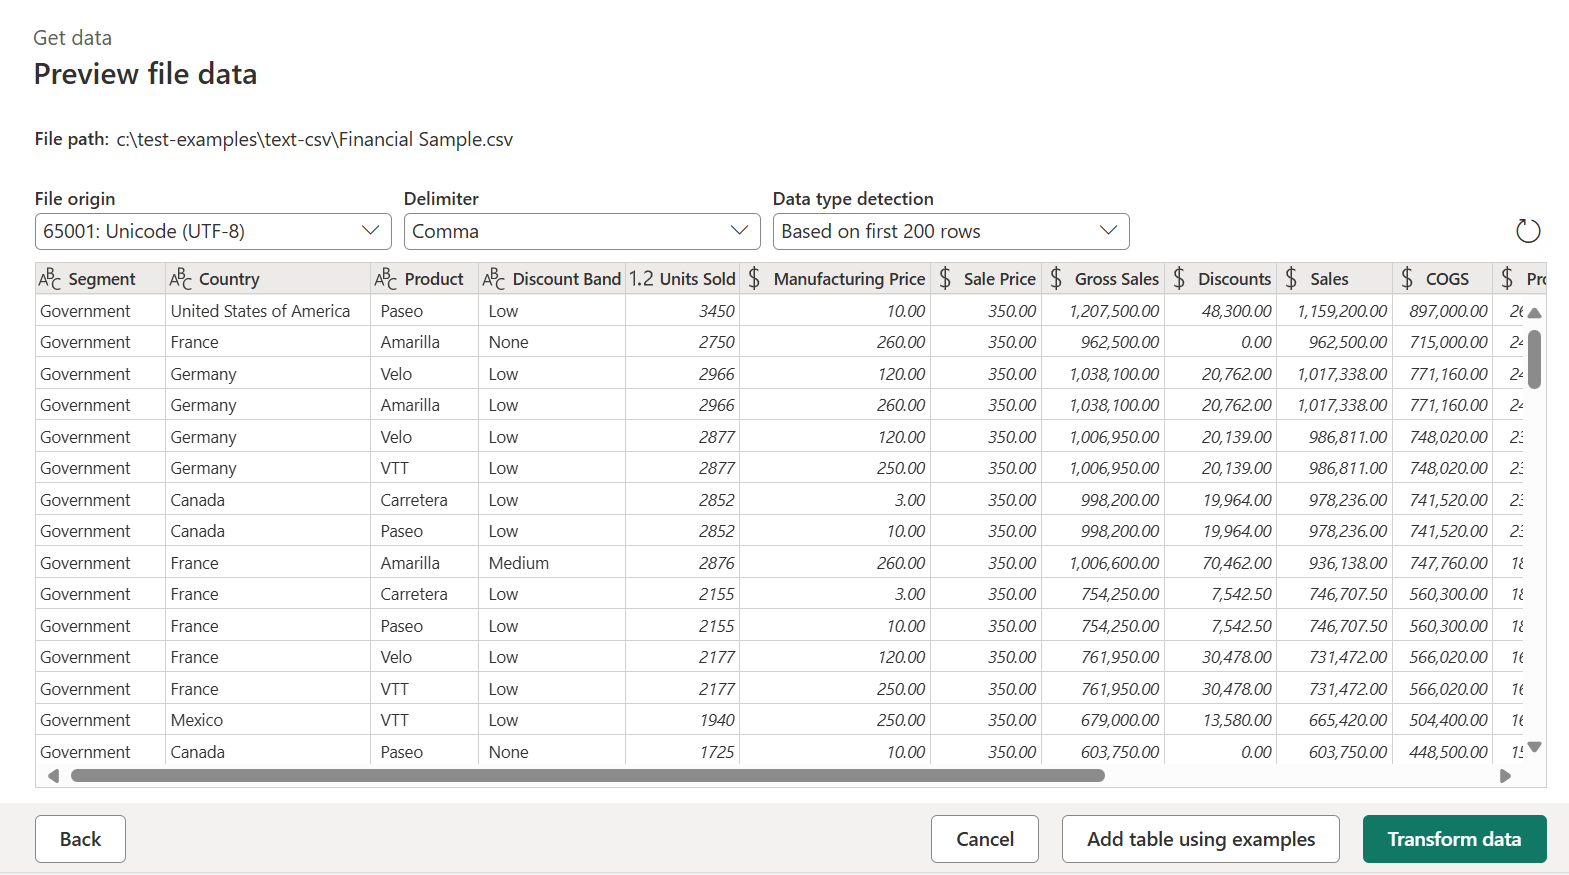 Get data
Preview file data
File path: c:\test-examples\text-csv\Financial Sample.csv
File origin Delimiter Data type detection
65001: Unicode (UTF-8) Comma Based on first 200 rows
ABC Segment ABC Country ABC Product ABC Discount Band 1.2 Units Sold $ Manufacturing Price $ Sale Price $ Gross Sales $ Discounts $ Sales $ COGS $
Government United States of America Paseo Low 3450 10.00 350.00 1,207,500.00 48,300.00 1,159,200.00 897,000.00
Government France Amarilla None 2750 260.00 350.00 962,500.00 0.00 962,500.00 715,000.00
Government Germany Velo Low 2966 120.00 350.00 1,038,100.00 20,762.00 1,017,338.00 771,160.00
Government Germany Amarilla Low 2966 260.00 350.00 1,038,100.00 20,762.00 1,017,338.00 771,160.00
Government Germany Velo Low 2877 120.00 350.00 1,006,950.00 20,139.00 986,811.00 748,020.00
Government Germany VTT Low 2877 250.00 350.00 1,006,950.00 20,139.00 986,811.00 748,020.00
Government Canada Carretera Low 2852 3.00 350.00 998,200.00 19,964.00 978,236.00 741,520.00
Government Canada Paseo Low 2852 10.00 350.00 998,200.00 19,964.00 978,236.00 741,520.00
Government France Amarilla Medium 2876 260.00 350.00 1,006,600.00 70,462.00 936,138.00 747,760.00
Government France Carretera Low 2155 3.00 350.00 754,250.00 7,542.50 746,707.50 560,300.00
Government France Paseo Low 2155 10.00 350.00 754,250.00 7,542.50 746,707.50 560,300.00
Government France Velo Low 2177 120.00 350.00 761,950.00 30,478.00 731,472.00 566,020.00
Government France VTT Low 2177 250.00 350.00 761,950.00 30,478.00 731,472.00 566,020.00
Government Mexico VTT Low 1940 250.00 350.00 679,000.00 13,580.00 665,420.00 504,400.00
Government Canada Paseo None 1725 10.00 350.00 603,750.00 0.00 603,750.00 448,500.00
Back Cancel Add table using examples Transform data